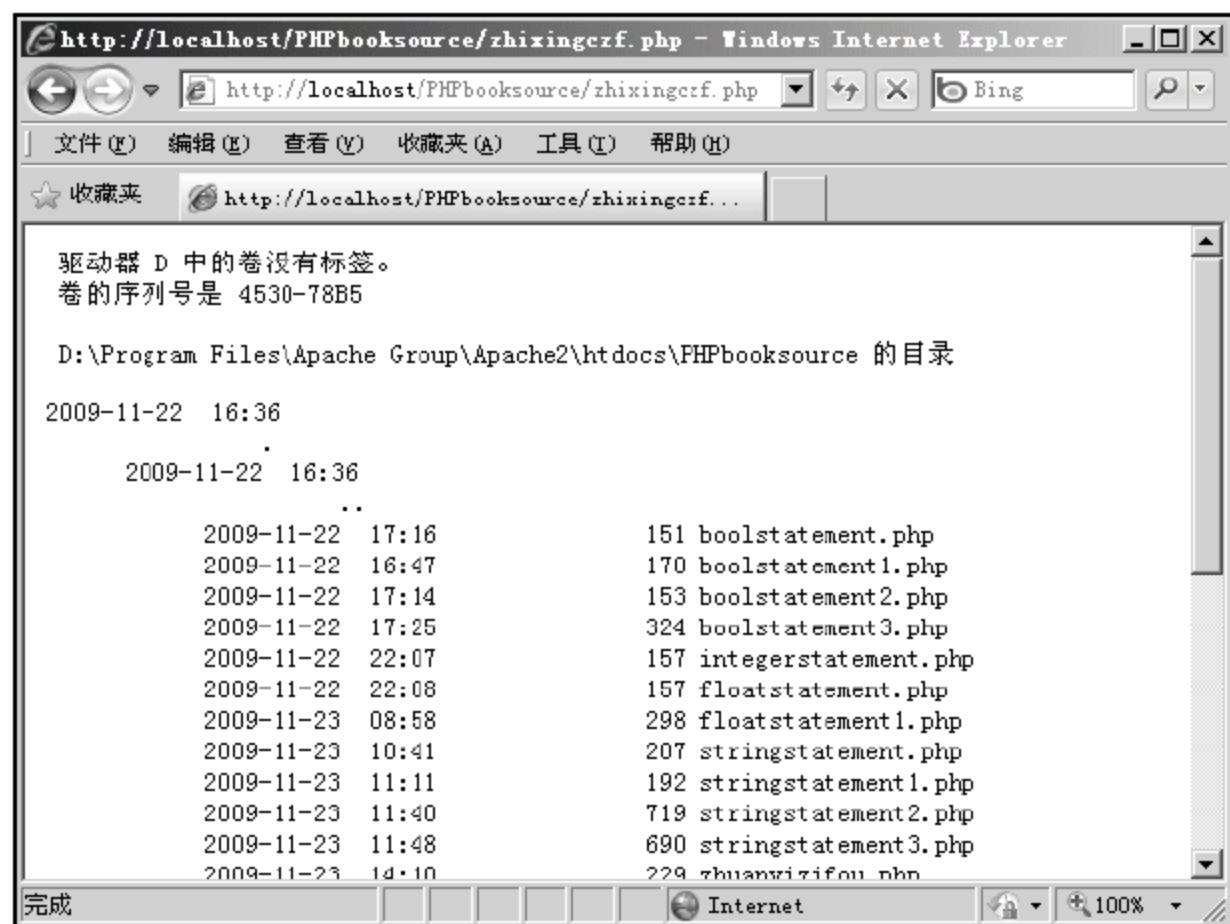 http://localhost/PHPbooksource/zhixingczf.php - Windows Internet Explorer
http://localhost/PHPbooksource/zhixingczf.php
Bing
文件(F) 编辑(E) 查看(V) 收藏夹(A) 工具(T) 帮助(H)
收藏夹
http://localhost/PHPbooksource/zhixingczf...
驱动器 D 中的卷没有标签。
卷的序列号是 4530-78B5
D:\Program Files\Apache Group\Apache2\htdocs\PHPbooksource 的目录
2009-11-22 16:36
.
2009-11-22 16:36
..
2009-11-22 17:16 151 boolstatement.php
2009-11-22 16:47 170 boolstatement1.php
2009-11-22 17:14 153 boolstatement2.php
2009-11-22 17:25 324 boolstatement3.php
2009-11-22 22:07 157 integerstatement.php
2009-11-22 22:08 157 floatstatement.php
2009-11-23 08:58 298 floatstatement1.php
2009-11-23 10:41 207 stringstatement.php
2009-11-23 11:11 192 stringstatement1.php
2009-11-23 11:40 719 stringstatement2.php
2009-11-23 11:48 690 stringstatement3.php
2009-11-23 14:10 229 zhuanyizifou.php
完成
Internet
100%